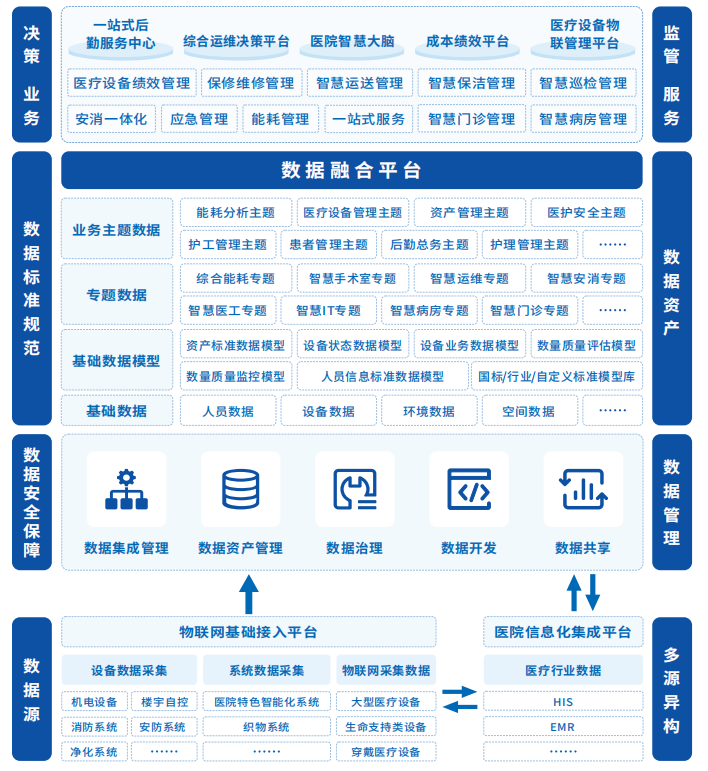 决策 业务
一站式后
勤服务中心
综合运维决策平台
医院智慧大脑
成本绩效平台
医疗设备物
联管理平台
监管 服务
医疗设备绩效管理
保修维修管理
智慧运送管理
智慧保洁管理
智慧巡检管理
安消一体化
应急管理
能耗管理
一站式服务
智慧门诊管理
智慧病房管理
数据标准规范
数据融合平台
数据资产
业务主题数据
能耗分析主题
医疗设备管理主题
资产管理主题
医护安全主题
护工管理主题
患者管理主题
后勤总务主题
护理管理主题
......
专题数据
综合能耗专题
智慧手术室专题
智慧运维专题
智慧安消专题
智慧医工专题
智慧IT专题
智慧病房专题
智慧门诊专题
......
基础数据模型
资产标准数据模型
设备状态数据模型
设备业务数据模型
数量质量评估模型
数量质量监控模型
人员信息标准数据模型
国标/行业/自定义标准模型库
基础数据
人员数据
设备数据
环境数据
空间数据
......
数据安全保障
数据集成管理
数据资产管理
数据治理
数据开发
数据共享
数据管理
数据源
物联网基础接入平台
医院信息化集成平台
多源异构
设备数据采集
系统数据采集
物联网采集数据
医疗行业数据
机电设备
楼宇自控
医院特色智能化系统
大型医疗设备
HIS
消防系统
安防系统
织物系统
生命支持类设备
EMR
净化系统
......
......
穿戴医疗设备
......